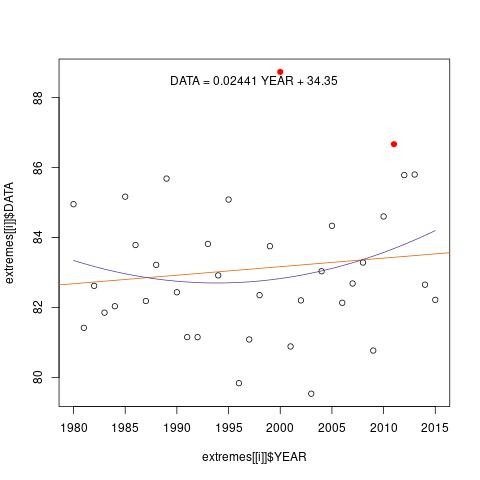 DATA = 0.02441 YEAR + 34.35
88
86
84
82
80
extremes[[i]]$DATA
1980 1985 1990 1995 2000 2005 2010 2015
extremes[[i]]$YEAR